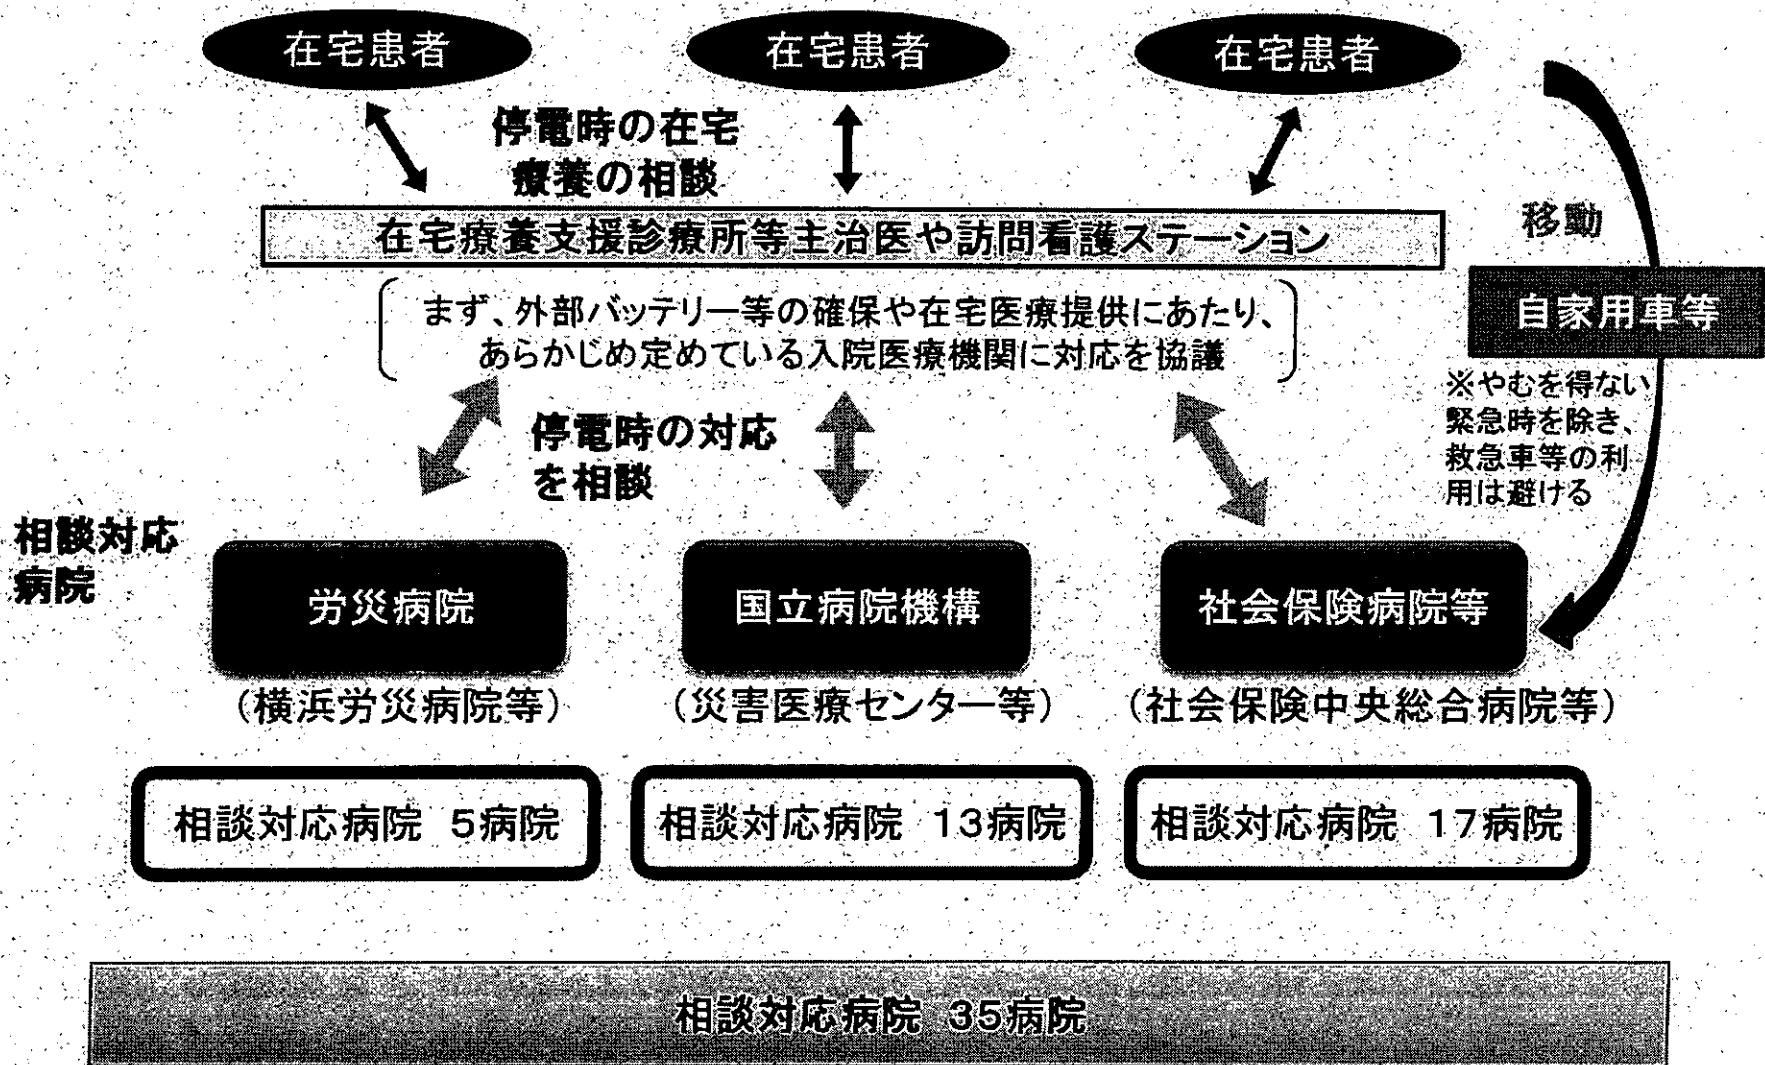 在宅患者
在宅患者
在宅患者
停電時の在宅
療養の相談
移動
在宅療養支援診療所等主治医や訪問看護ステーション
自家用車等
まず、外部バッテリー等の確保や在宅医療提供にあたり、
あらかじめ定めている入院医療機関に対応を協議
※やむを得ない
緊急時を除き、
救急車等の利
用は避ける
停電時の対応
を相談
相談対応
病院
労災病院
国立病院機構
社会保険病院等
（横浜労災病院等）
（災害医療センター等）
（社会保険中央総合病院等）
相談対応病院 5病院
相談対応病院 13病院
相談対応病院 17病院
相談対応病院 35病院